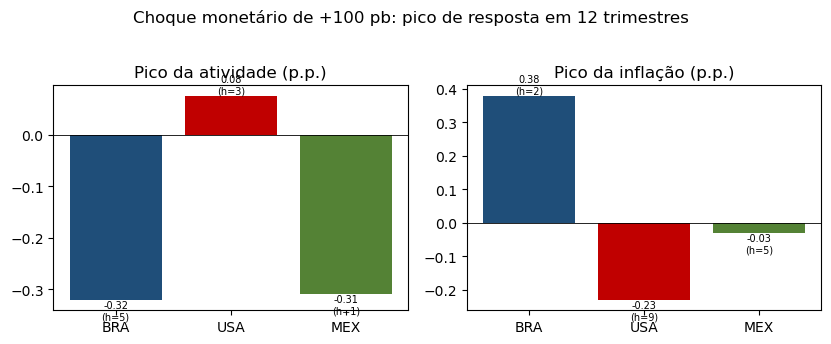 Choque monetário de +100 pb: pico de resposta em 12 trimestres
Pico da atividade (p.p.)
0.08
(h=3)
0.0
−0.1
−0.2
−0.3
-0.32
(h=5)
-0.31
(h=1)
BRA
USA
MEX
Pico da inflação (p.p.)
0.38
(h=2)
0.4
0.3
0.2
0.1
0.0
−0.1
−0.2
-0.03
(h=5)
-0.23
(h=9)
BRA
USA
MEX